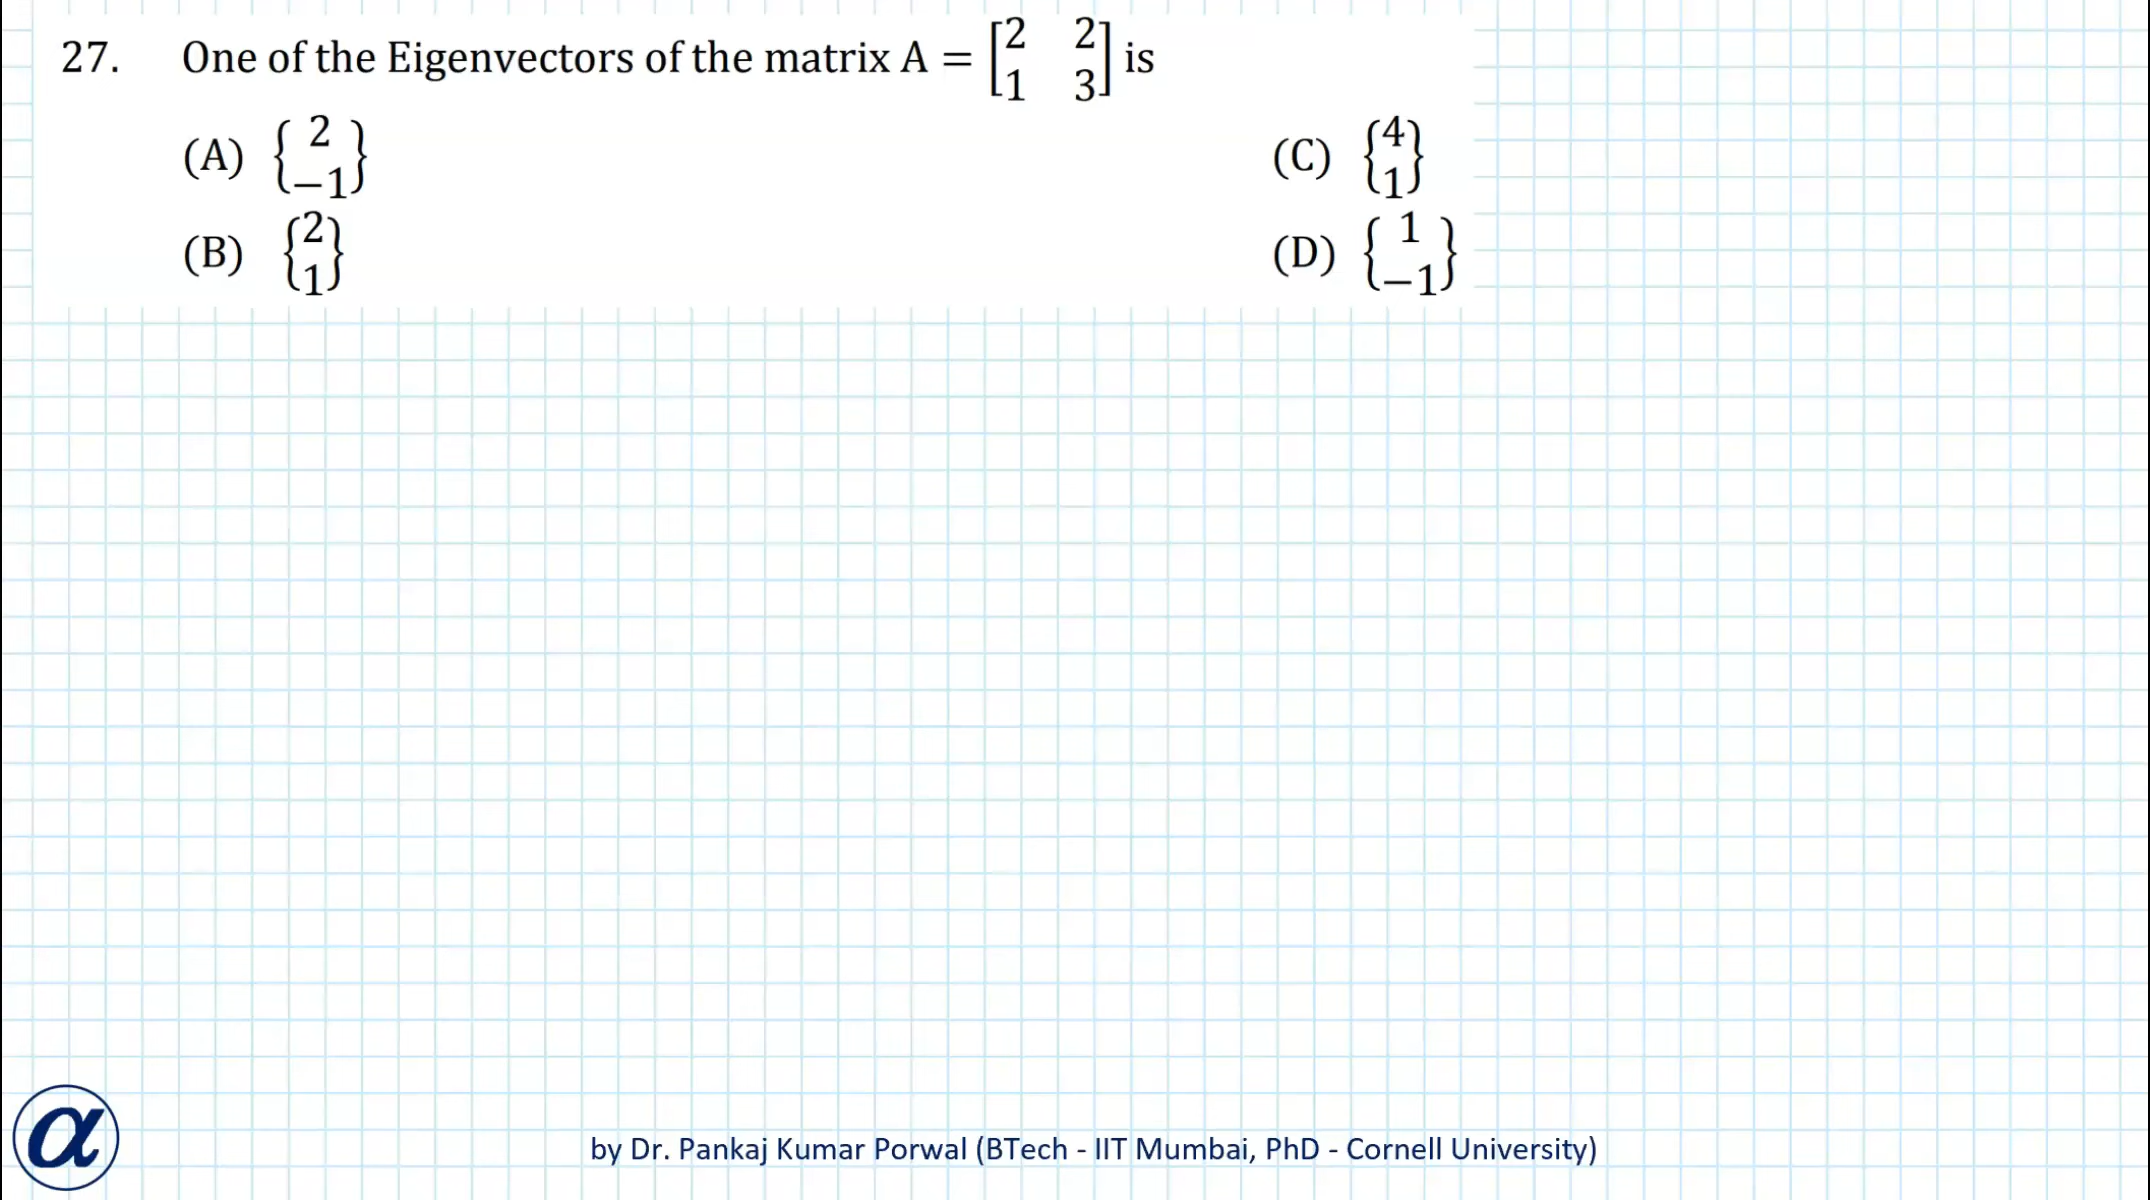 27. One of the Eigenvectors of the matrix A = [2 2
1 3] is
(A) {2
−1}
(C) {4
1}
(B) {2
1}
(D) {1
−1}
α
by Dr. Pankaj Kumar Porwal (BTech - IIT Mumbai, PhD - Cornell University)